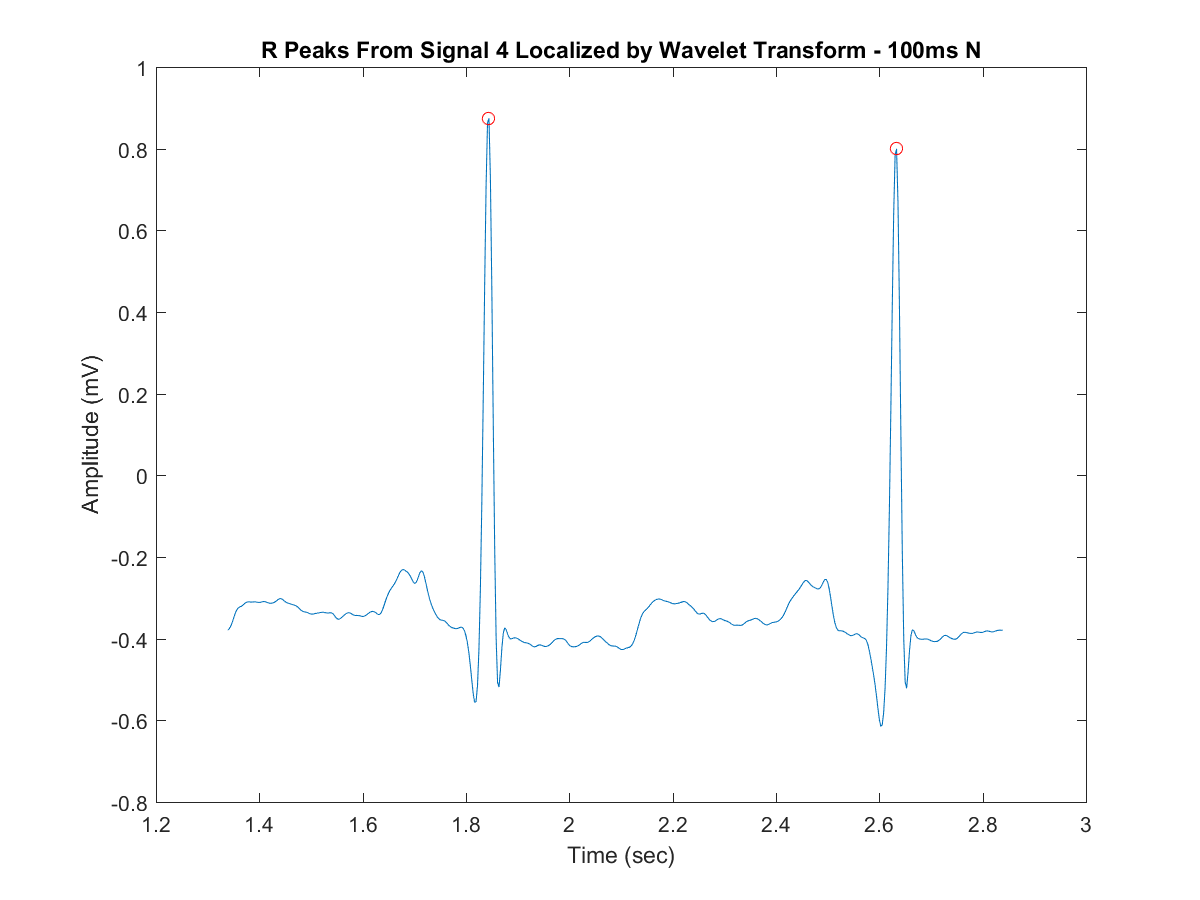 R Peaks From Signal 4 Localized by Wavelet Transform - 100ms N
1
0.8
0.6
0.4
0.2
0
-0.2
-0.4
-0.6
-0.8
Amplitude (mV)
1.2 1.4 1.6 1.8 2 2.2 2.4 2.6 2.8 3
Time (sec)